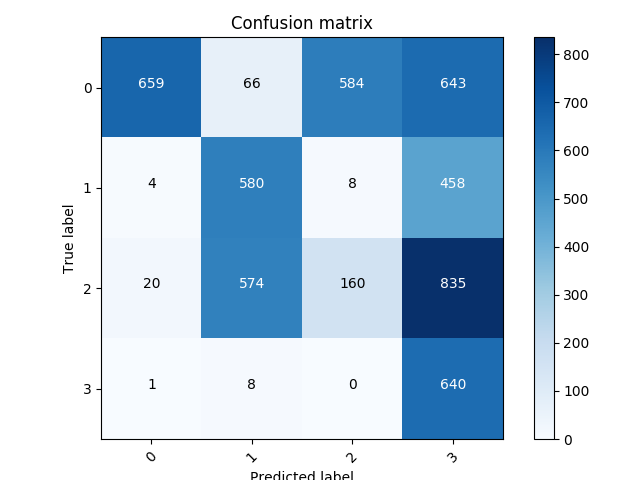 Confusion matrix
0 659 66 584 643
1 4 580 8 458
2 20 574 160 835
3 1 8 0 640
0 1 2 3
True label
Predicted label
800
700
600
500
400
300
200
100
0